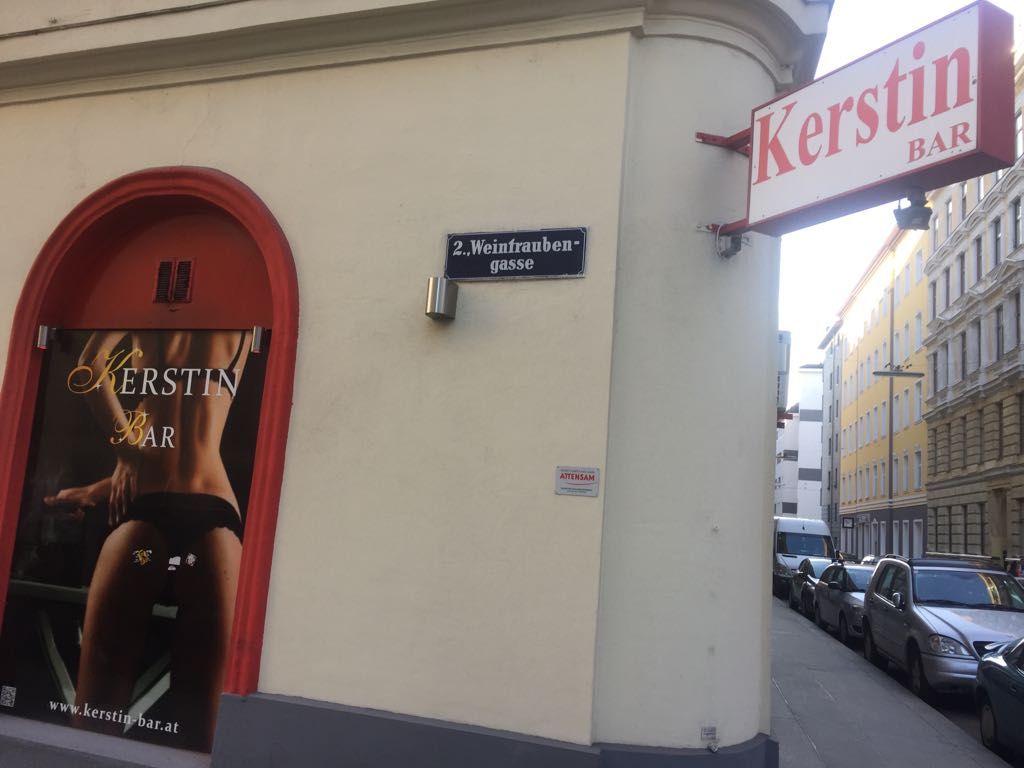 Kerstin
BAR
2., Weintrauben-
gasse
KERSTIN
BAR
ATTENSAM
www.kerstin-bar.at